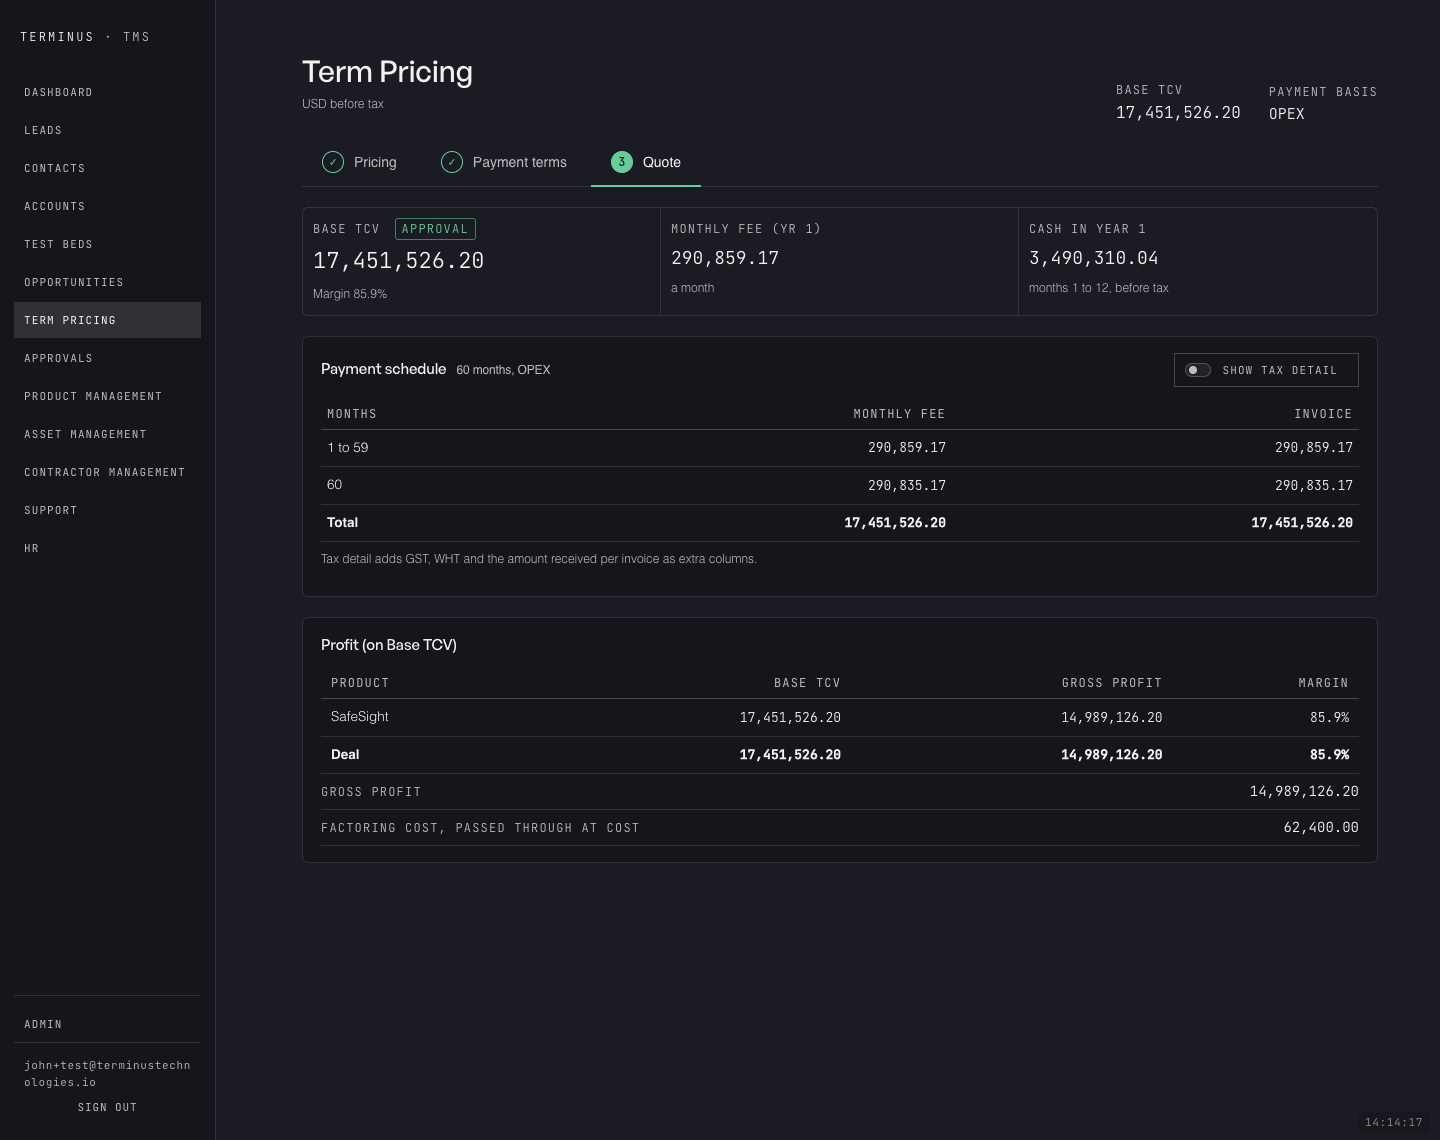 TERMINUS · TMS
DASHBOARD
LEADS
CONTACTS
ACCOUNTS
TEST BEDS
OPPORTUNITIES
TERM PRICING
APPROVALS
PRODUCT MANAGEMENT
ASSET MANAGEMENT
CONTRACTOR MANAGEMENT
SUPPORT
HR
ADMIN
john+test@terminustechn
ologies.io
SIGN OUT
Term Pricing
USD before tax
BASE TCV
17,451,526.20
PAYMENT BASIS
OPEX
✓ Pricing
✓ Payment terms
3 Quote
BASE TCV APPROVAL
17,451,526.20
Margin 85.9%
MONTHLY FEE (YR 1)
290,859.17
a month
CASH IN YEAR 1
3,490,310.04
months 1 to 12, before tax
Payment schedule 60 months, OPEX
SHOW TAX DETAIL
MONTHS MONTHLY FEE INVOICE
1 to 59 290,859.17 290,859.17
60 290,835.17 290,835.17
Total 17,451,526.20 17,451,526.20
Tax detail adds GST, WHT and the amount received per invoice as extra columns.
Profit (on Base TCV)
PRODUCT BASE TCV GROSS PROFIT MARGIN
SafeSight 17,451,526.20 14,989,126.20 85.9%
Deal 17,451,526.20 14,989,126.20 85.9%
GROSS PROFIT 14,989,126.20
FACTORING COST, PASSED THROUGH AT COST 62,400.00
14:14:17